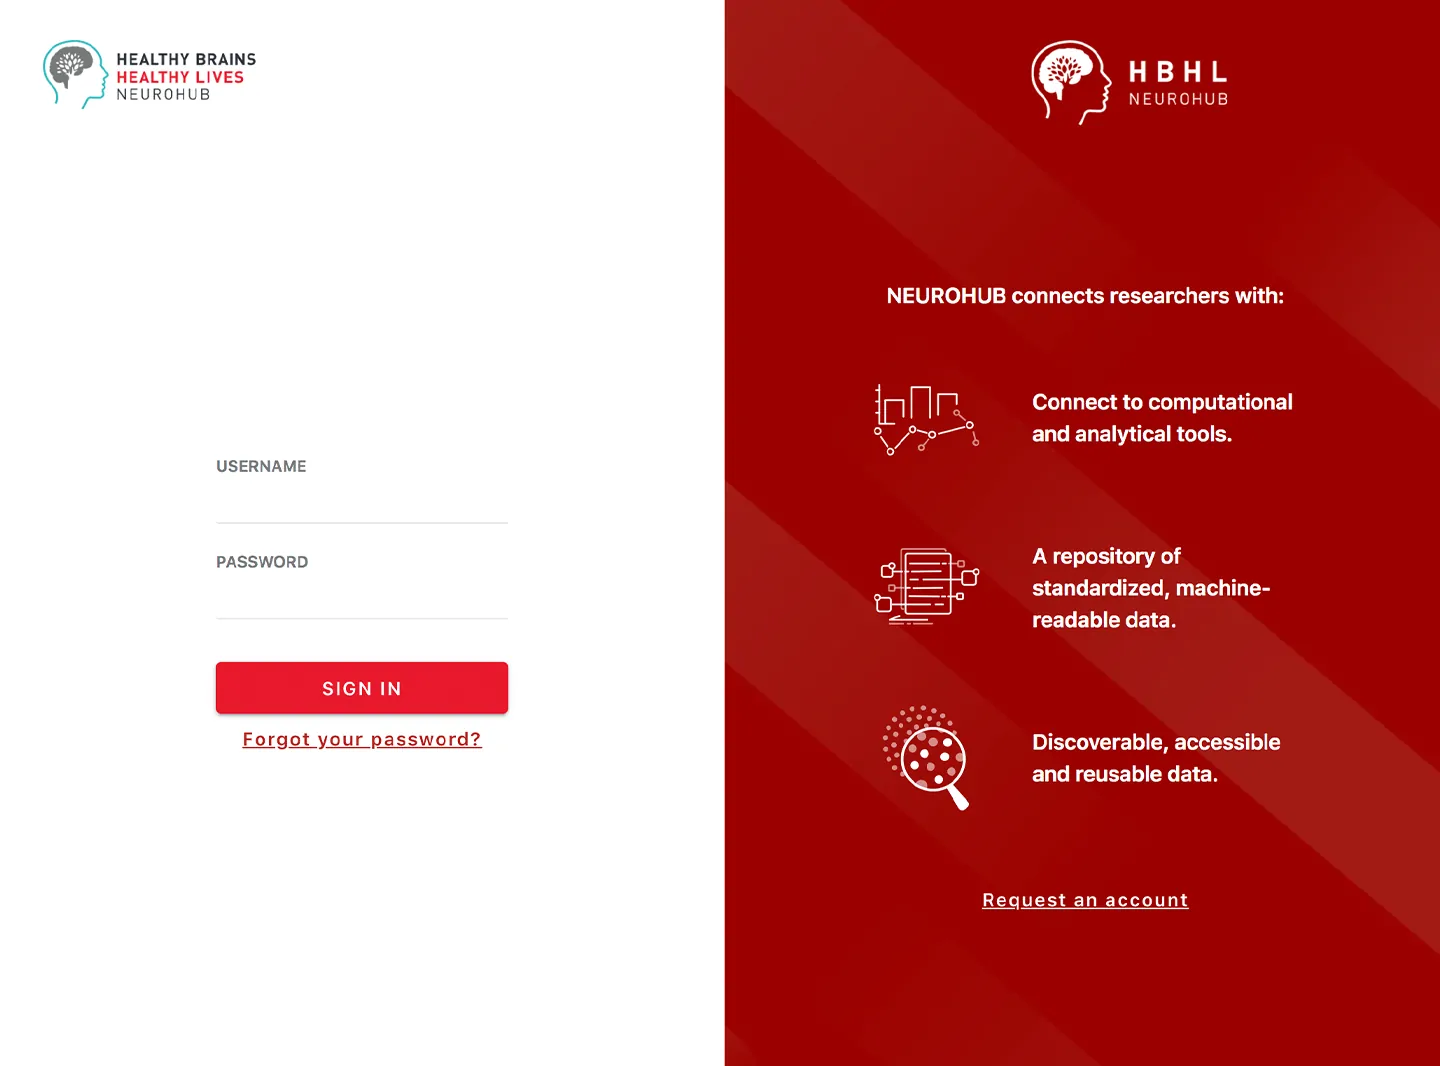 HEALTHY BRAINS
HEALTHY LIVES
NEUROHUB
USERNAME
PASSWORD
SIGN IN
Forgot your password?
HBHL
NEUROHUB
NEUROHUB connects researchers with:
Connect to computational
and analytical tools.
A repository of
standardized, machine-
readable data.
Discoverable, accessible
and reusable data.
Request an account